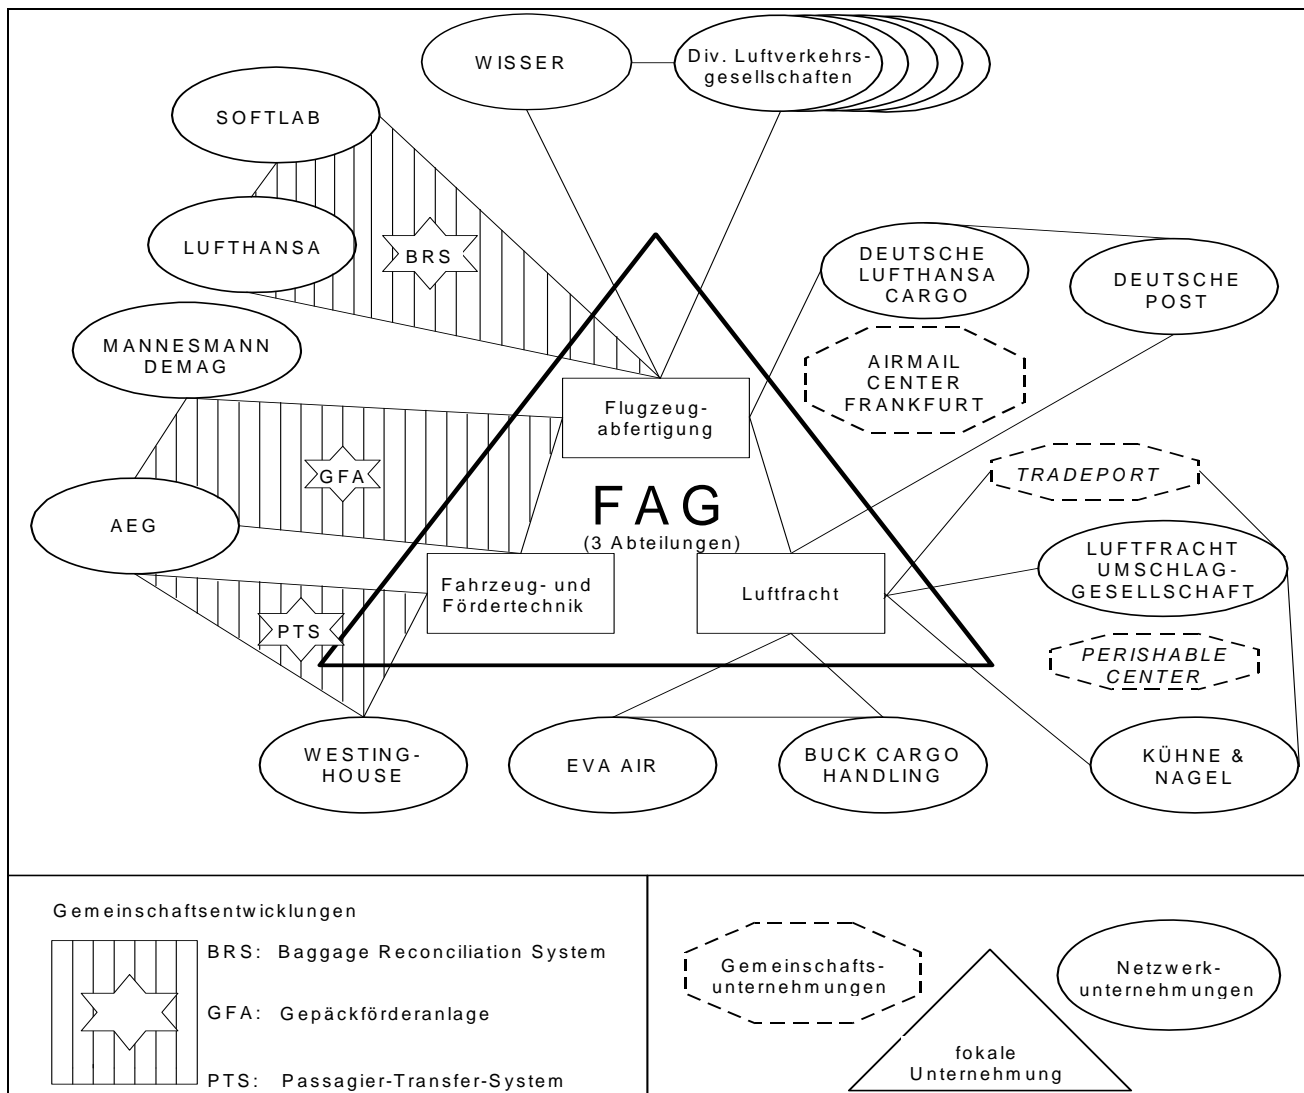 WISSER
Div. Luftverkehrs-
gesellschaften
SOFTLAB
LUFTHANSA
BRS
DEUTSCHE
LUFTHANSA
CARGO
DEUTSCHE
POST
MANNESMANN
DEMAG
AIRMAIL
CENTER
FRANKFURT
Flugzeug-
abfertigung
GFA
TRADEPORT
AEG
FAG
(3 Abteilungen)
LUFTFRACHT
UMSCHLAG-
GESELLSCHAFT
Fahrzeug- und
Fördertechnik
Luftfracht
PTS
PERISHABLE
CENTER
WESTING-
HOUSE
EVA AIR
BUCK CARGO
HANDLING
KÜHNE &
NAGEL
Gemeinschaftsentwicklungen
BRS: Baggage Reconciliation System
GFA: Gepäckförderanlage
PTS: Passagier-Transfer-System
Gemeinschafts-
unternehmungen
fokale
Unternehmung
Netzwerk-
unternehmungen